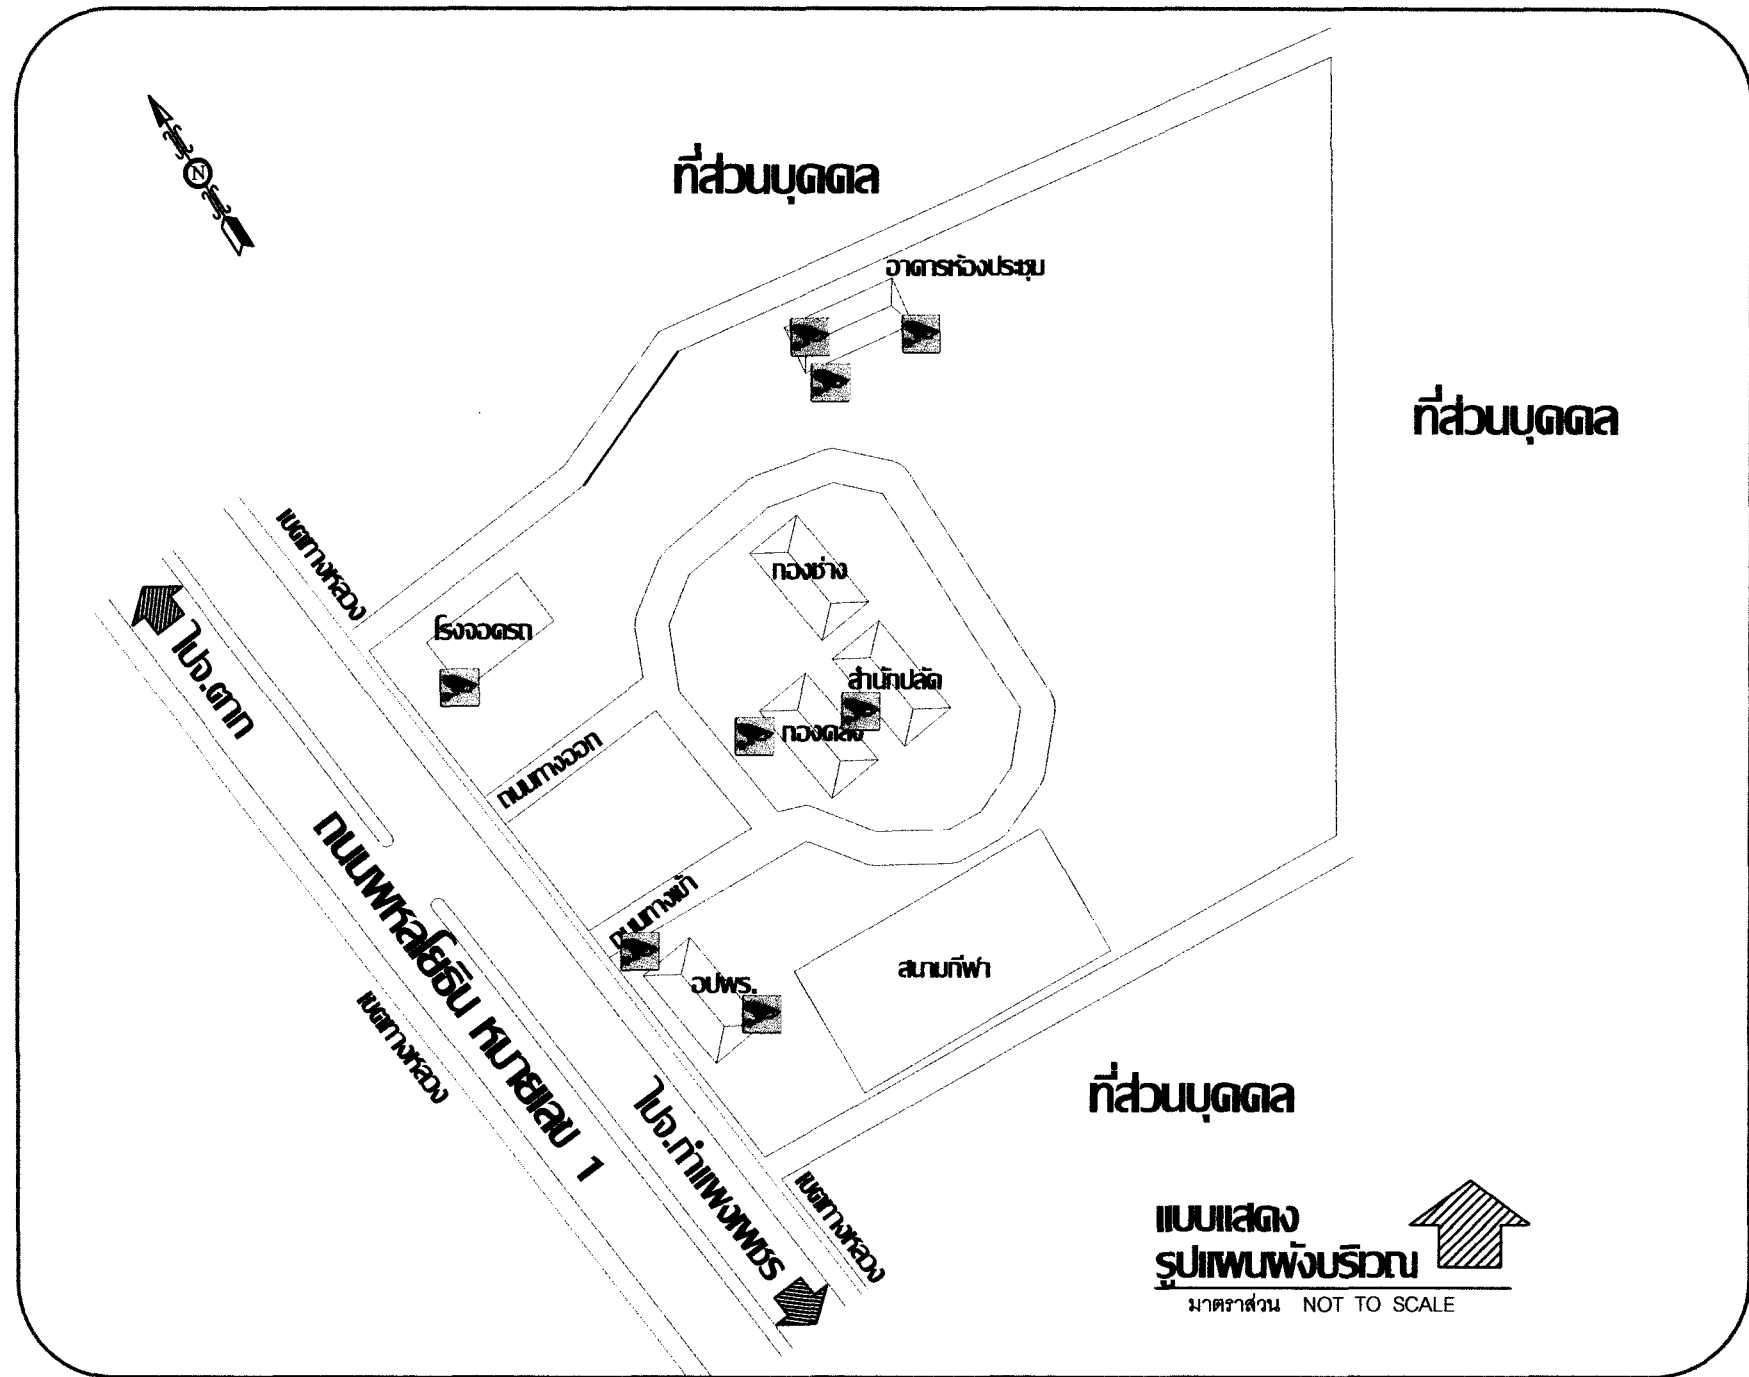 N
ที่ส่วนบุคคล
อาคารห้องประชุม
ที่ส่วนบุคคล
เขตทางหลวง
กองช่าง
โรงจอดรถ
ไปจ.ตาก
สำนักปลัด
กองคลัง
ถนนทางออก
ถนนพหลโยธิน หมายเลข 1
ถนนทางเข้า
สนามกีฬา
อปพร.
เขตทางหลวง
ไปจ.กำแพงเพชร
ที่ส่วนบุคคล
เขตทางหลวง
แบบแสดง
รูปแผนผังบริเวณ
มาตราส่วน NOT TO SCALE